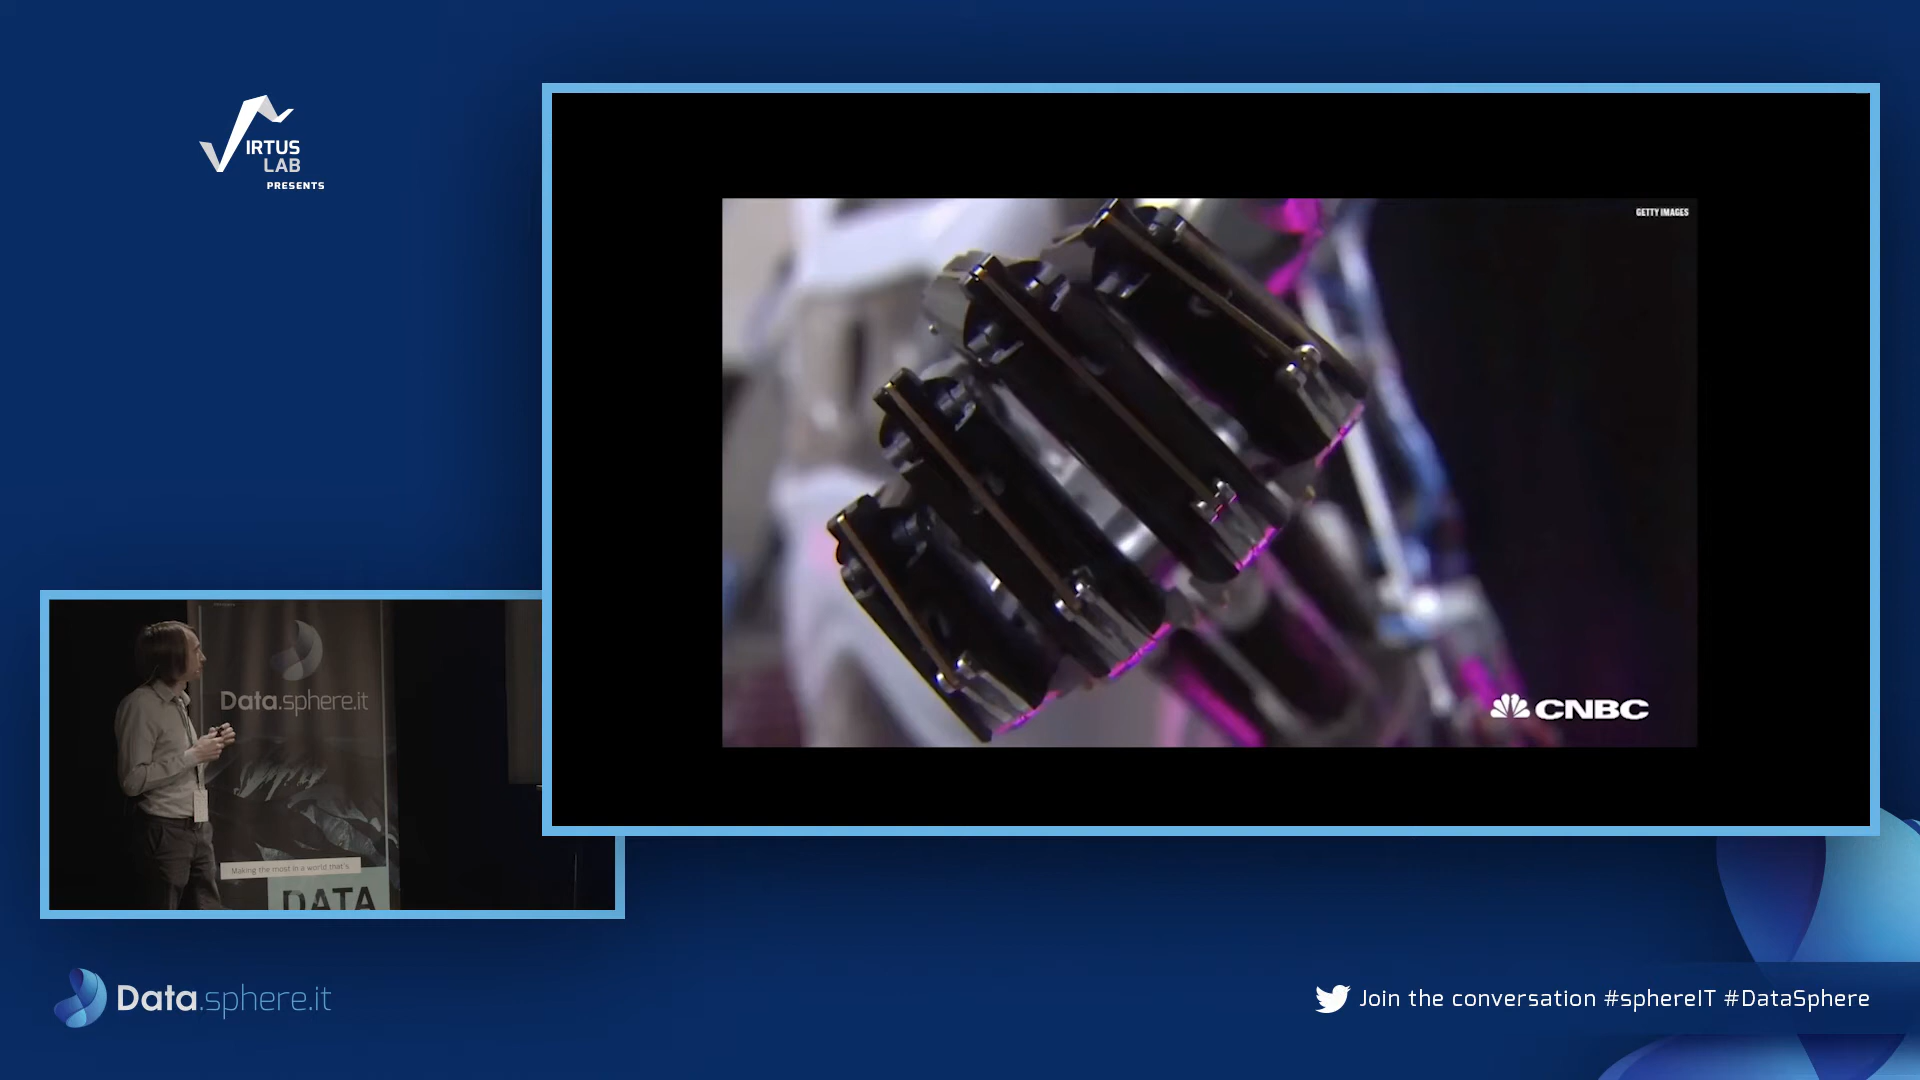 IRTUS
LAB
PRESENTS
GETTY IMAGES
CNBC
Data.sphere.it
Making the most in a world that's
DATA
Data.sphere.it
Join the conversation #sphereIT #DataSphere